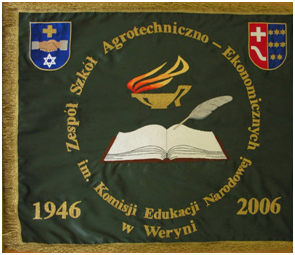 Zespół Szkół Agrotechniczno - Ekonomicznych
im. Komisji Edukacji Narodowej
w Weryni
1946
2006